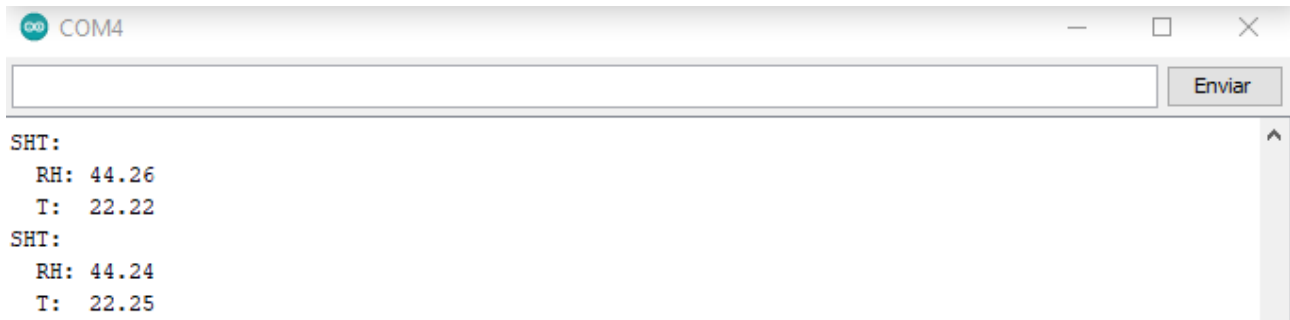 COM4
Enviar
SHT:
  RH: 44.26
  T:  22.22
SHT:
  RH: 44.24
  T:  22.25